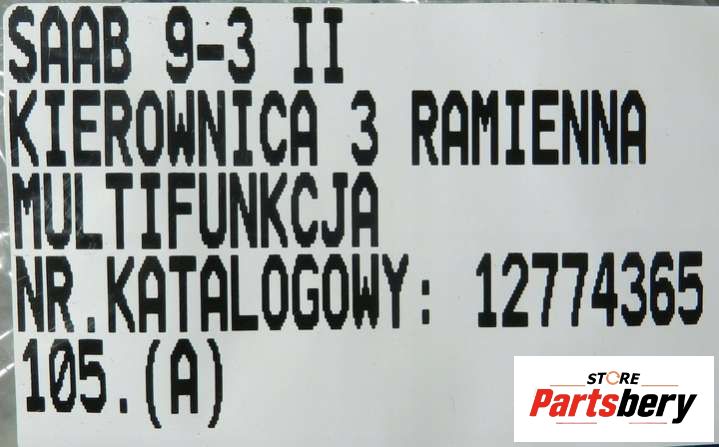 SAAB 9-3 II
KIEROWNICA 3 RAMIENNA
MULTIFUNKCJA
NR.KATALOGOWY: 12774365
105.(A)
STORE
Partsbery